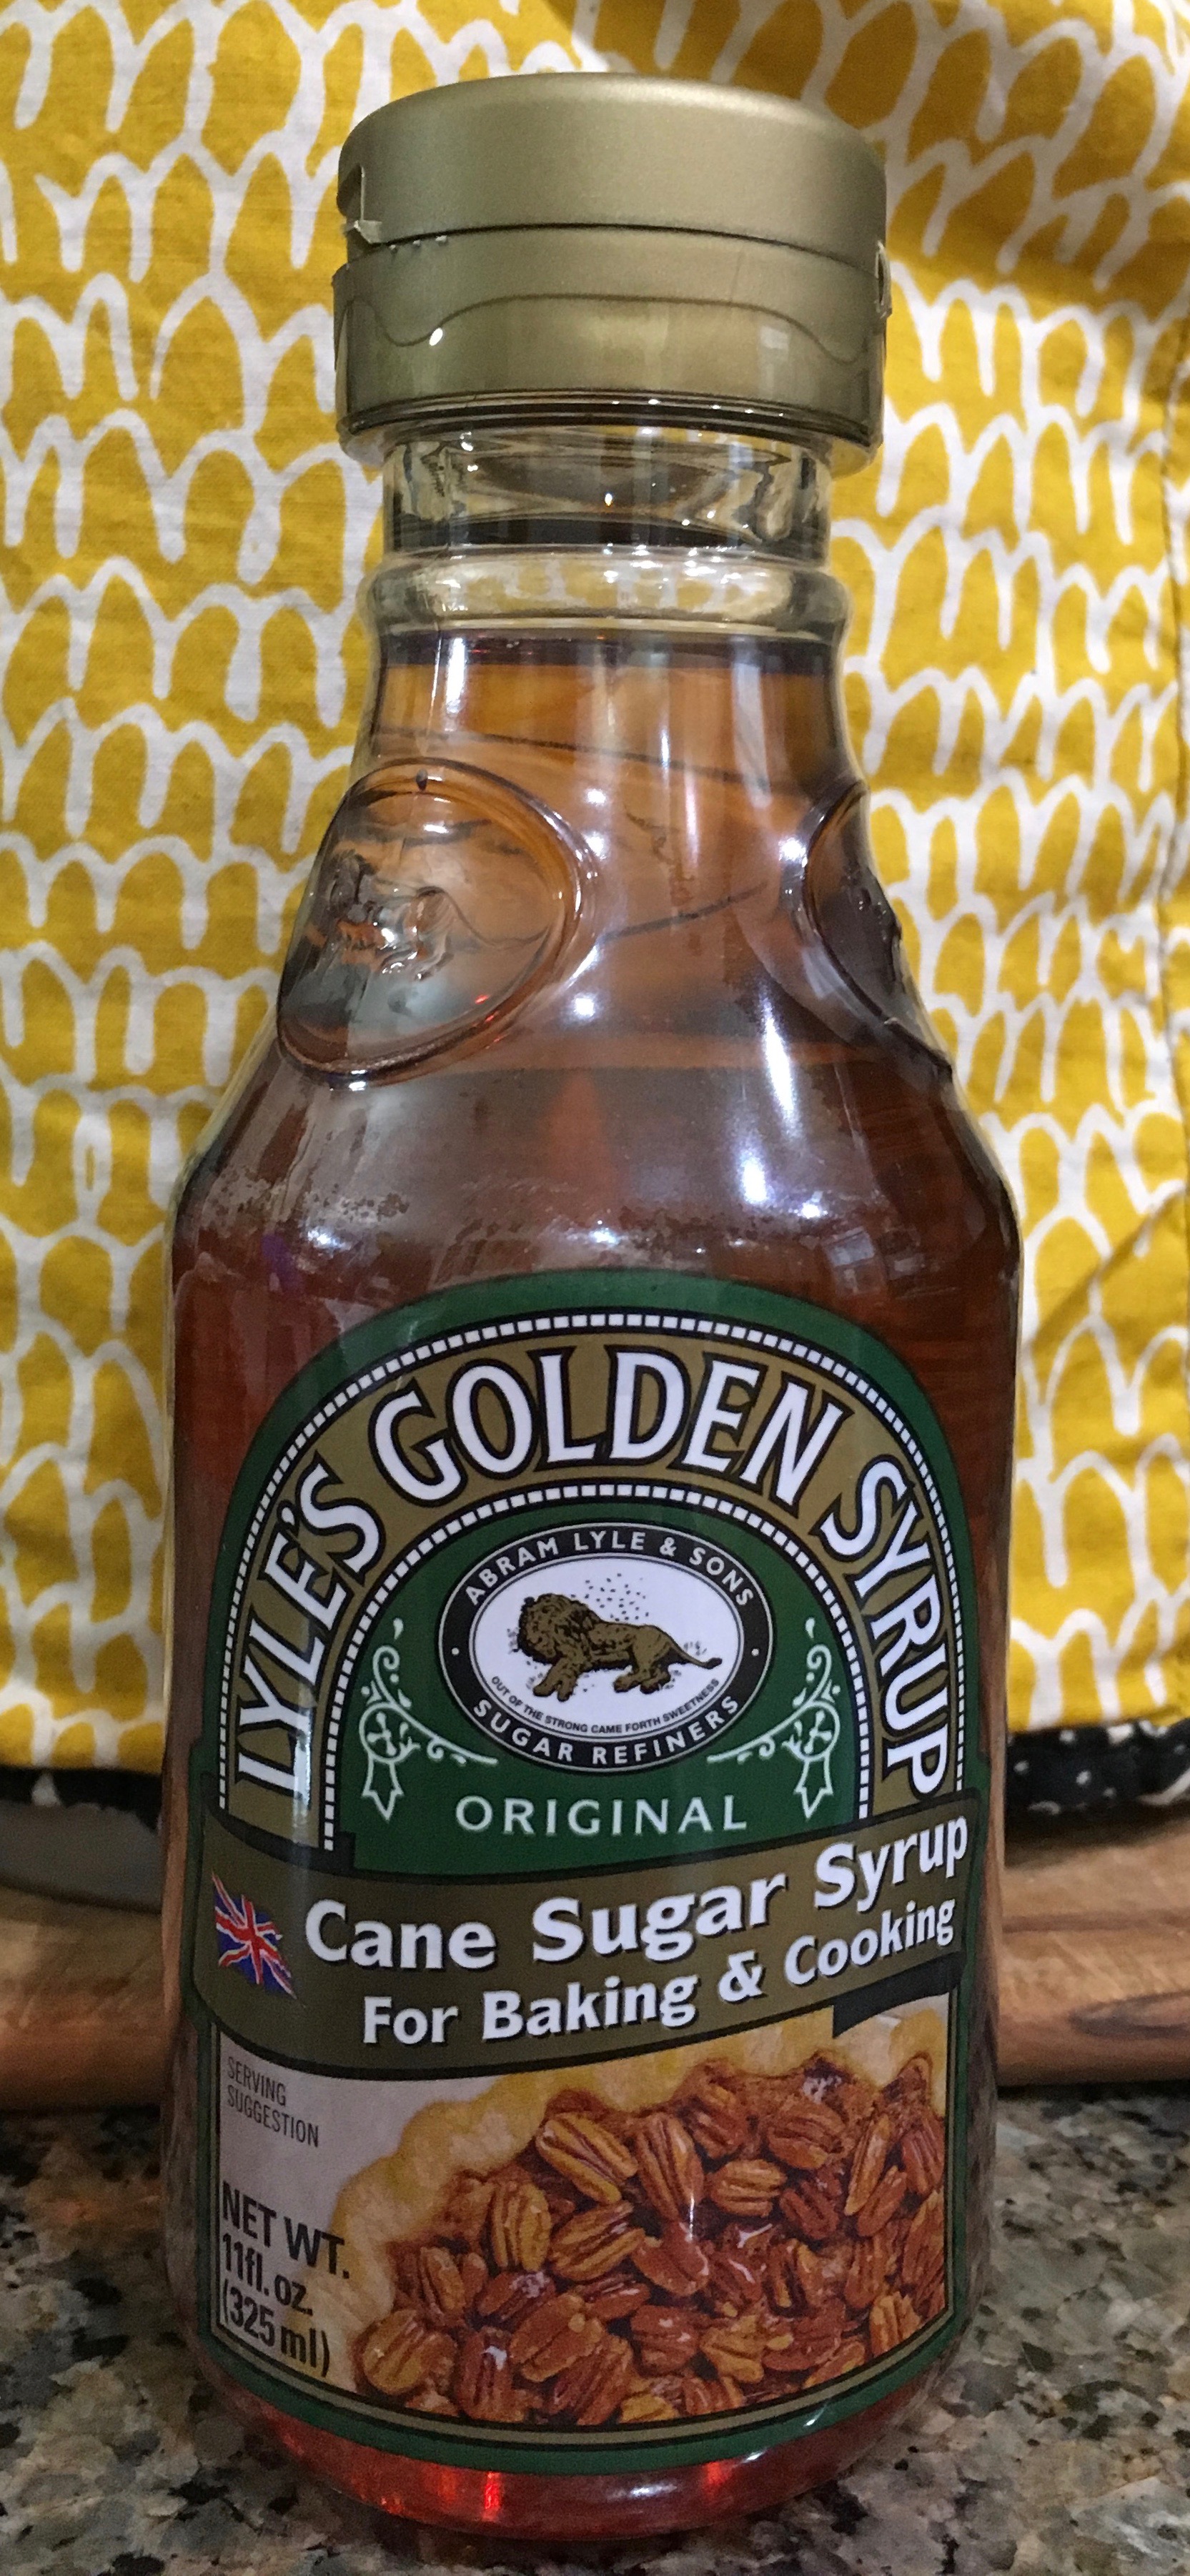 LYLE'S GOLDEN SYRUP
ABRAM LYLE & SONS
OUT OF THE STRONG CAME FORTH SWEETNESS
SUGAR REFINERS
ORIGINAL
Cane Sugar Syrup
For Baking & Cooking
SERVING
SUGGESTION
NET WT.
11fl. oz.
(325 ml)